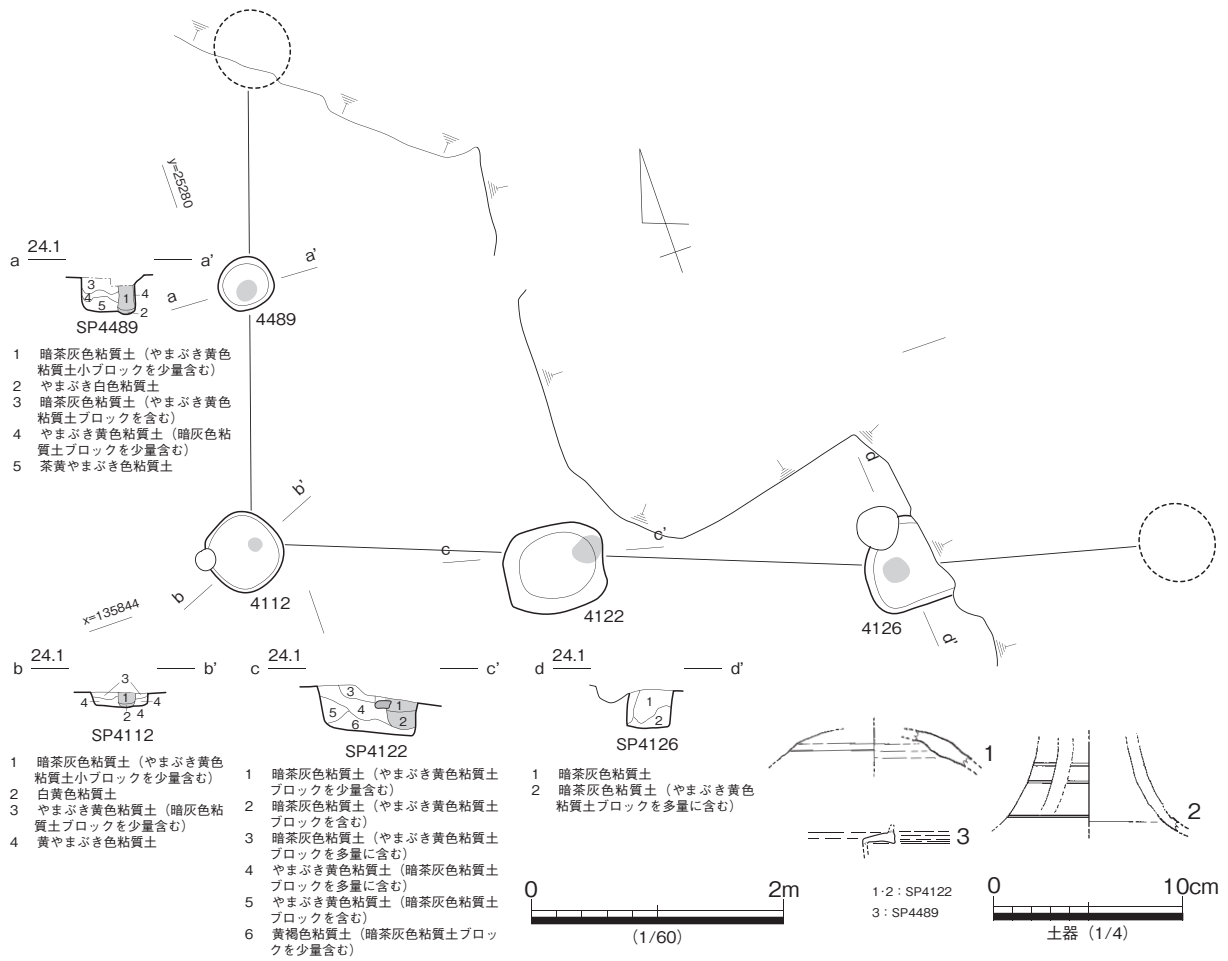 y=25280
a 24.1 a'
3
4 1 4
5 2
SP4489
a a'
4489
1 暗茶灰色粘質土（やまぶき黄色
粘質土小ブロックを少量含む）
2 やまぶき白色粘質土
3 暗茶灰色粘質土（やまぶき黄色
粘質土ブロックを含む）
4 やまぶき黄色粘質土（暗灰色粘
質土ブロックを少量含む）
5 茶黄やまぶき色粘質土
b b'
4112
x=135844
c c'
4122
d d'
4126
b 24.1 b'
3
4 1 4
2 4
SP4112
1 暗茶灰色粘質土（やまぶき黄色
粘質土小ブロックを少量含む）
2 白黄色粘質土
3 やまぶき黄色粘質土（暗灰色粘
質土ブロックを少量含む）
4 黄やまぶき色粘質土
c 24.1 c'
3
5 4 1
6 2
SP4122
1 暗茶灰色粘質土（やまぶき黄色粘質土
ブロックを少量含む）
2 暗茶灰色粘質土（やまぶき黄色粘質土
ブロックを含む）
3 暗茶灰色粘質土（やまぶき黄色粘質土
ブロックを多量に含む）
4 やまぶき黄色粘質土（暗茶灰色粘質土
ブロックを多量に含む）
5 やまぶき黄色粘質土（暗茶灰色粘質土
ブロックを含む）
6 黄褐色粘質土（暗茶灰色粘質土ブロッ
クを少量含む）
d 24.1 d'
1
2
SP4126
1 暗茶灰色粘質土
2 暗茶灰色粘質土（やまぶき黄色
粘質土ブロックを多量に含む）
0 2m
（1/60）
1
2
3
1·2：SP4122
3：SP4489
0 10cm
土器（1/4）